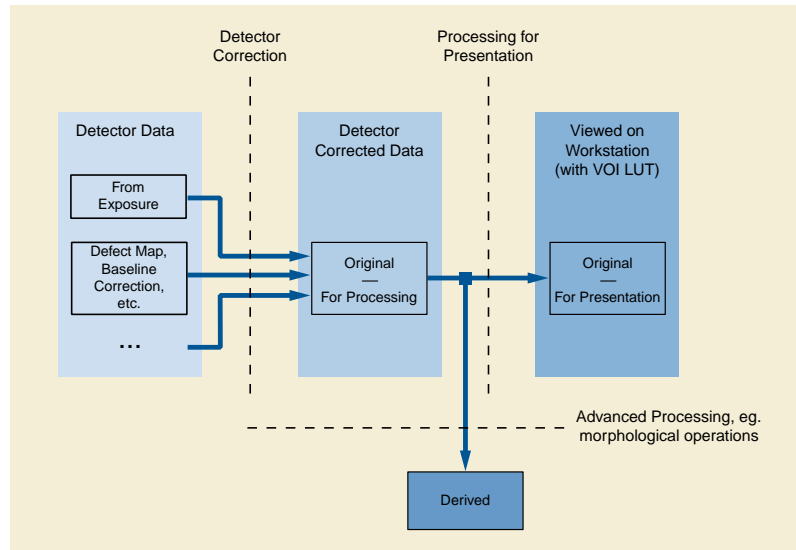 Detector
Correction
Processing for
Presentation
Detector Data
From
Exposure
Defect Map,
Baseline
Correction,
etc.
...
Detector
Corrected Data
Original
—
For Processing
Viewed on
Workstation
(with VOI LUT)
Original
—
For Presentation
Advanced Processing, eg.
morphological operations
Derived